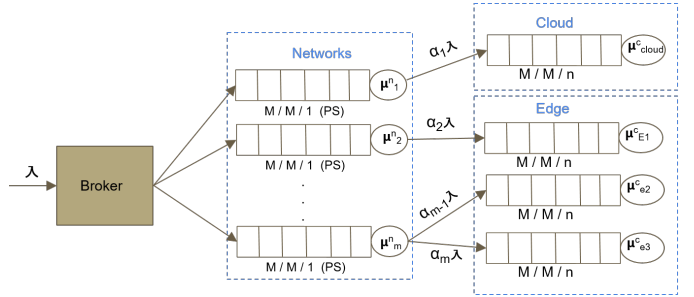 Cloud
Networks
α₁λ
μⁿ₁
μᶜcloud
M / M / n
M / M / 1 (PS)
Edge
α₂λ
μⁿ₂
μᶜE1
M / M / n
M / M / 1 (PS)
λ
Broker
αm-1λ
μᶜe2
M / M / n
.
.
.
μⁿm
αmλ
μᶜe3
M / M / 1 (PS)
M / M / n